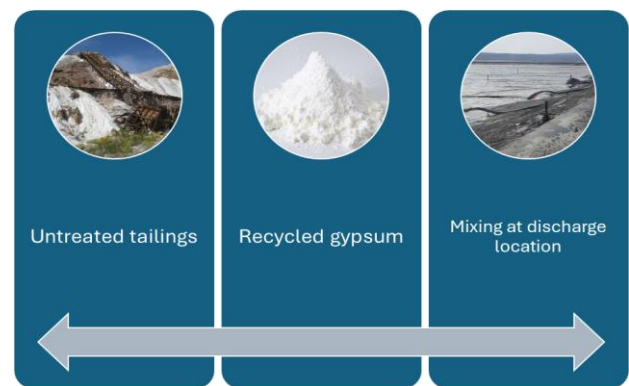 Untreated tailings
Recycled gypsum
Mixing at discharge
location